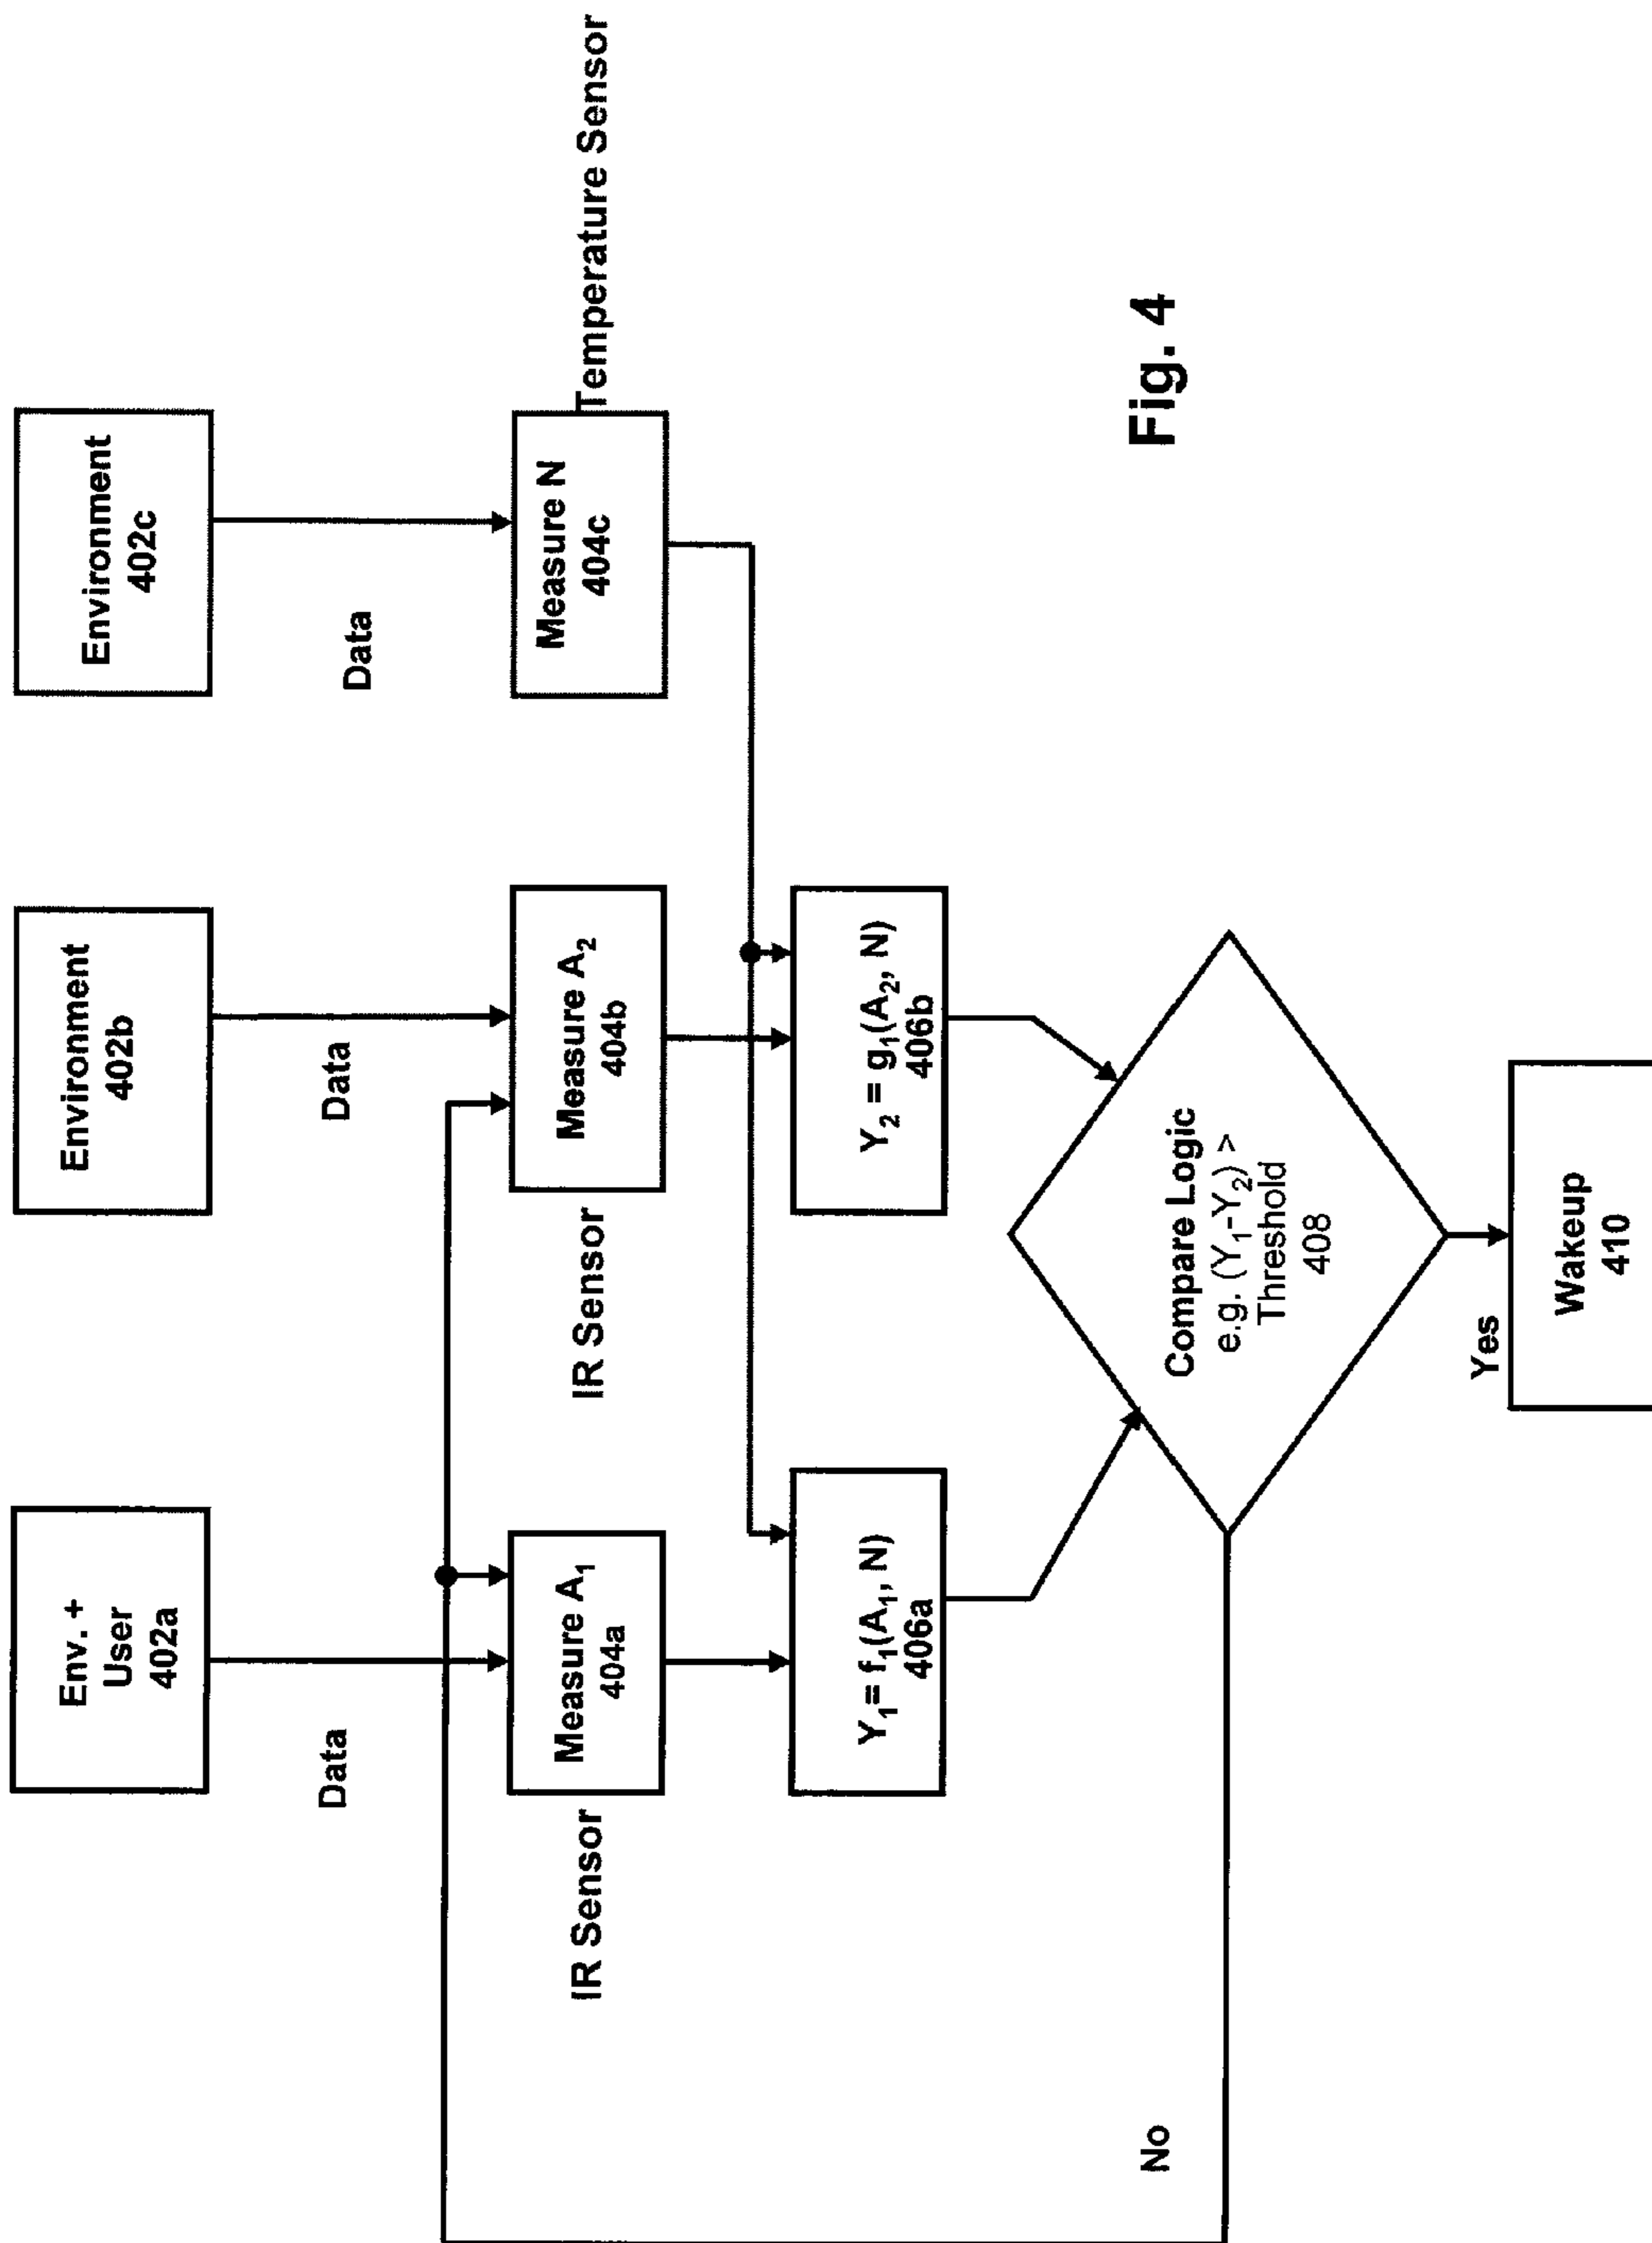 Env. +
User
402a
Environment
402b
Environment
402c
Data
Data
Data
Measure A₁
404a
Measure A₂
404b
Measure N
404c
IR Sensor
IR Sensor
Temperature Sensor
Y₁= f₁(A₁, N)
406a
Y₂ = g₁(A₂, N)
406b
Compare Logic
e.g. (Y₁-Y₂) >
Threshold
408
No
Yes
Wakeup
410
Fig. 4